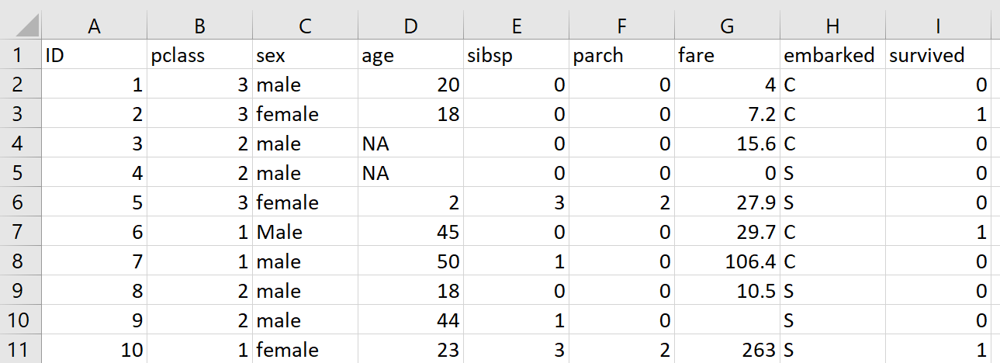 A B C D E F G H I
1 ID pclass sex age sibsp parch fare embarked survived
2 1 3 male 20 0 0 4 C 0
3 2 3 female 18 0 0 7.2 C 1
4 3 2 male NA 0 0 15.6 C 0
5 4 2 male NA 0 0 0 S 0
6 5 3 female 2 3 2 27.9 S 0
7 6 1 Male 45 0 0 29.7 C 1
8 7 1 male 50 1 0 106.4 C 0
9 8 2 male 18 0 0 10.5 S 0
10 9 2 male 44 1 0 S 0
11 10 1 female 23 3 2 263 S 1